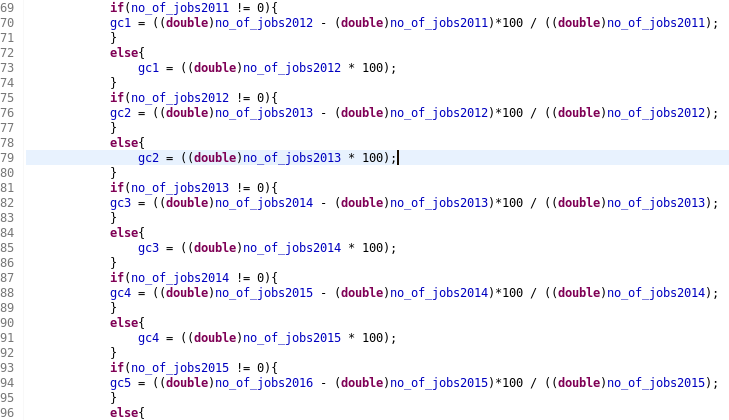 69 if(no_of_jobs2011 != 0){
70 gc1 = ((double)no_of_jobs2012 - (double)no_of_jobs2011)*100 / ((double)no_of_jobs2011);
71 }
72 else{
73 gc1 = ((double)no_of_jobs2012 * 100);
74 }
75 if(no_of_jobs2012 != 0){
76 gc2 = ((double)no_of_jobs2013 - (double)no_of_jobs2012)*100 / ((double)no_of_jobs2012);
77 }
78 else{
79 gc2 = ((double)no_of_jobs2013 * 100);
80 }
81 if(no_of_jobs2013 != 0){
82 gc3 = ((double)no_of_jobs2014 - (double)no_of_jobs2013)*100 / ((double)no_of_jobs2013);
83 }
84 else{
85 gc3 = ((double)no_of_jobs2014 * 100);
86 }
87 if(no_of_jobs2014 != 0){
88 gc4 = ((double)no_of_jobs2015 - (double)no_of_jobs2014)*100 / ((double)no_of_jobs2014);
89 }
90 else{
91 gc4 = ((double)no_of_jobs2015 * 100);
92 }
93 if(no_of_jobs2015 != 0){
94 gc5 = ((double)no_of_jobs2016 - (double)no_of_jobs2015)*100 / ((double)no_of_jobs2015);
95 }
96 else{